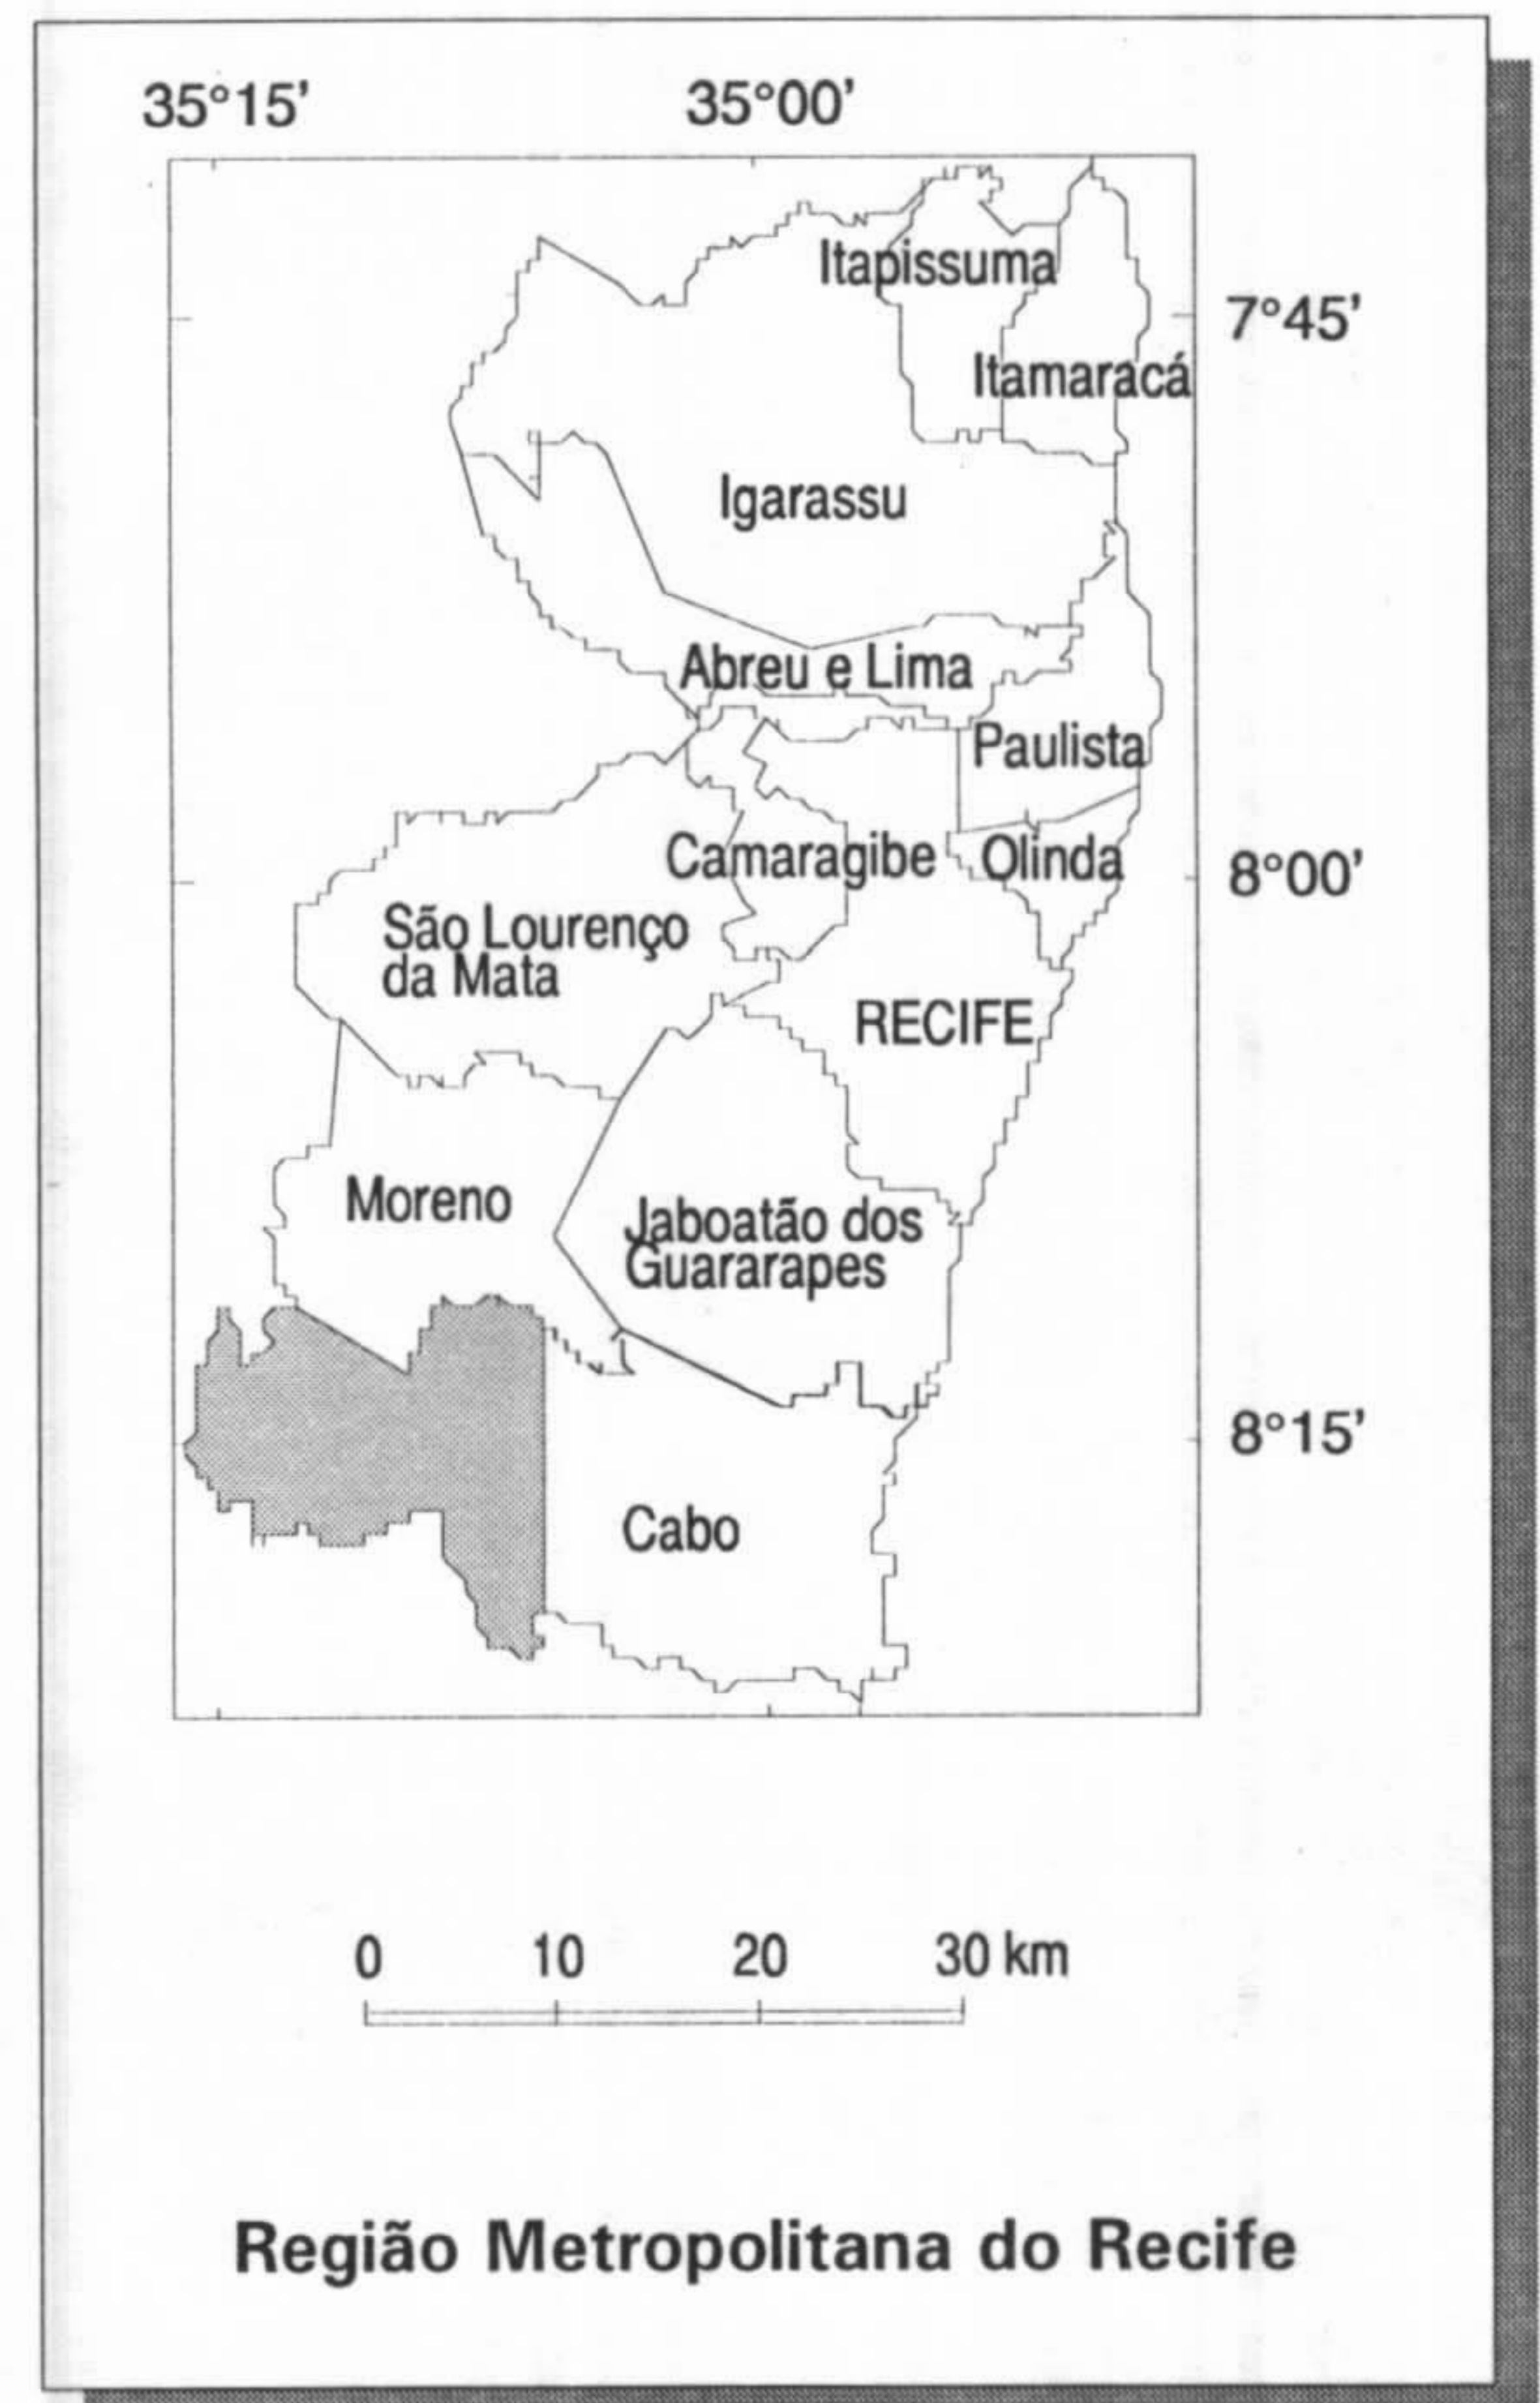 35°15' 35°00'
Itapissuma
7°45'
Itamaracá
Igarassu
Abreu e Lima
Paulista
Camaragibe Olinda
8°00'
São Lourenço
da Mata
RECIFE
Moreno
Jaboatão dos
Guararapes
8°15'
Cabo
0 10 20 30 km
Região Metropolitana do Recife